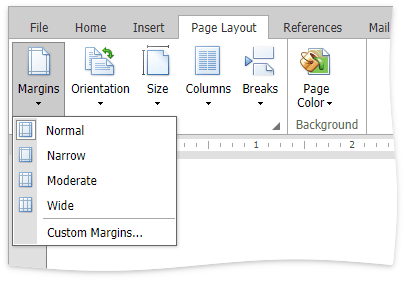 File Home Insert Page Layout References Mail
Margins Orientation Size Columns Breaks Page Color
Background
1 2
Normal
Narrow
Moderate
Wide
Custom Margins...